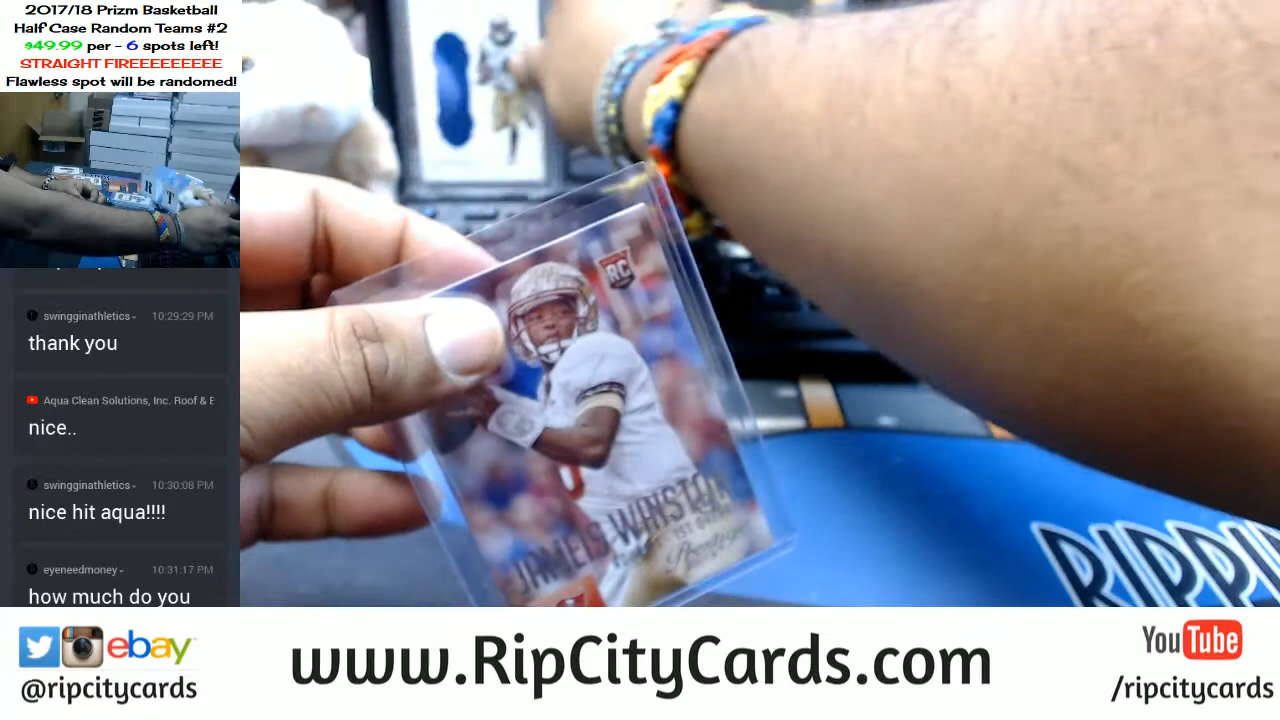 2017/18 Prizm Basketball
Half Case Random Teams #2
$49.99 per - 6 spots left!
STRAIGHT FIREEEEEEEEE
Flawless spot will be randomed!
swingginathletics
10:29:29 PM
thank you
Aqua Clean Solutions, Inc. Roof & E
nice..
swingginathletics
10:30:08 PM
nice hit aqua!!!!
eyeneedmoney
10:31:17 PM
how much do you
RC
JAMEIS WINSTON
Prestige
RIPPIN
ebay
@ripcitycards
www.RipCityCards.com
YouTube
/ripcitycards